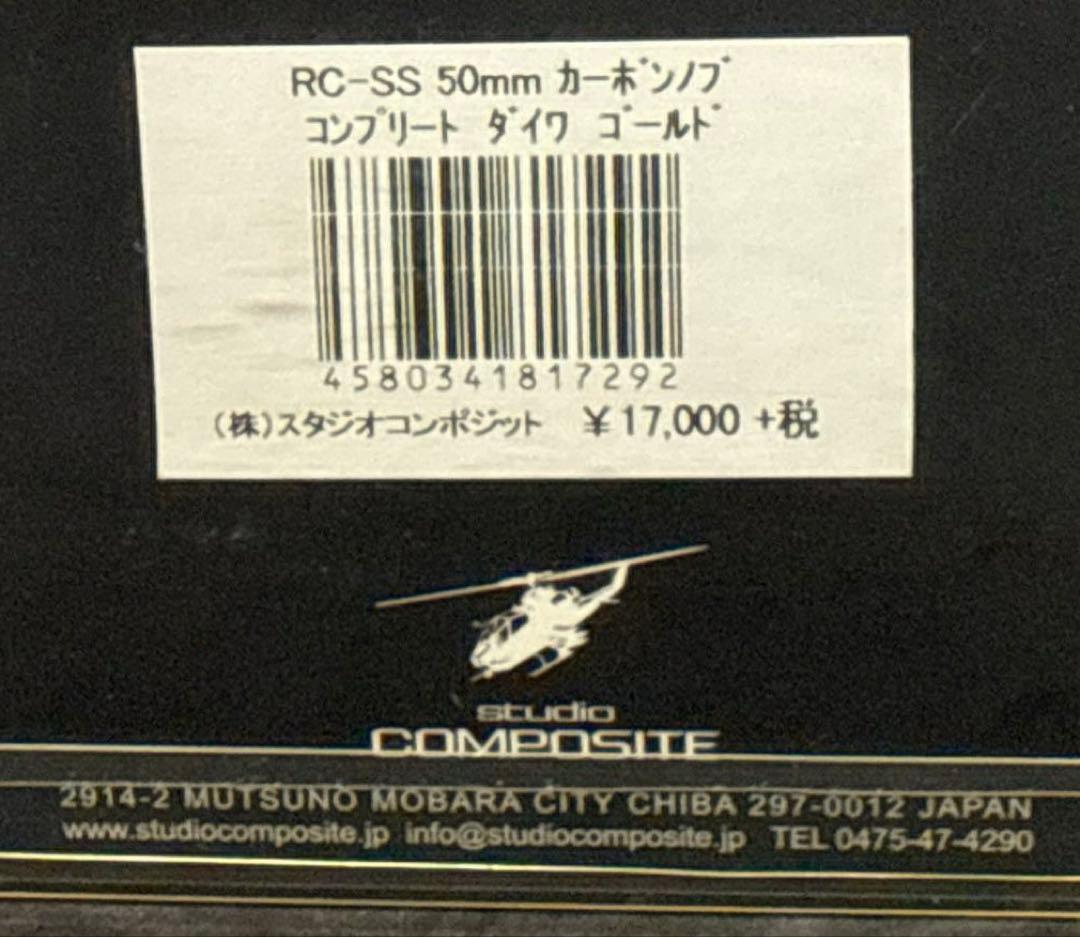 RC-SS 50mm カーボンノブ
コンプリート ダイワ ゴールド
4580341817292
(株)スタジオコンポジット ¥17,000 +税
studio
COMPOSITE
2914-2 MUTSUNO MOBARA CITY CHIBA 297-0012 JAPAN
www.studiocomposite.jp info@studiocomposite.jp TEL 0475-47-4290